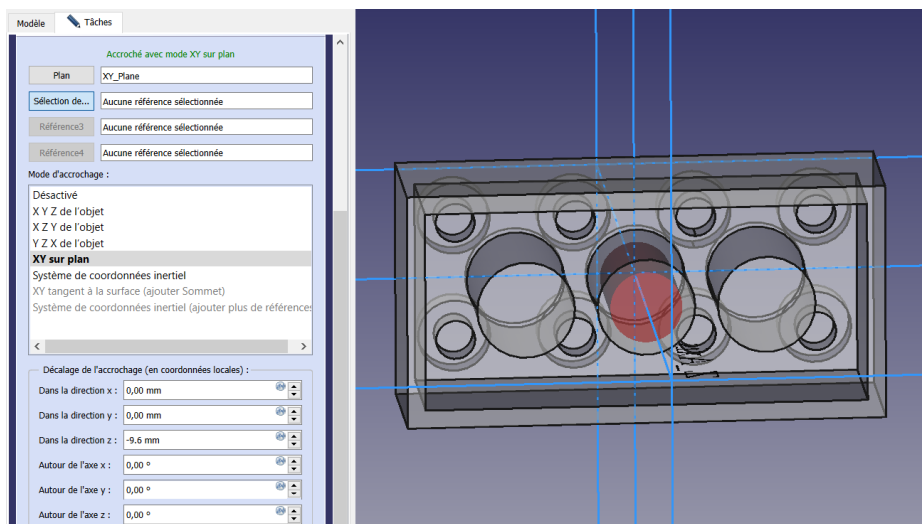 Modèle
Tâches
Accroché avec mode XY sur plan
Plan XY_Plane
Sélection de... Aucune référence sélectionnée
Référence3 Aucune référence sélectionnée
Référence4 Aucune référence sélectionnée
Mode d'accrochage :
Désactivé
X Y Z de l'objet
X Z Y de l'objet
Y Z X de l'objet
XY sur plan
Système de coordonnées inertiel
XY tangent à la surface (ajouter Sommet)
Système de coordonnées inertiel (ajouter plus de références
Décalage de l'accrochage (en coordonnées locales) :
Dans la direction x : 0,00 mm
Dans la direction y : 0,00 mm
Dans la direction z : -9.6 mm
Autour de l'axe x : 0,00 °
Autour de l'axe y : 0,00 °
Autour de l'axe z : 0,00 °